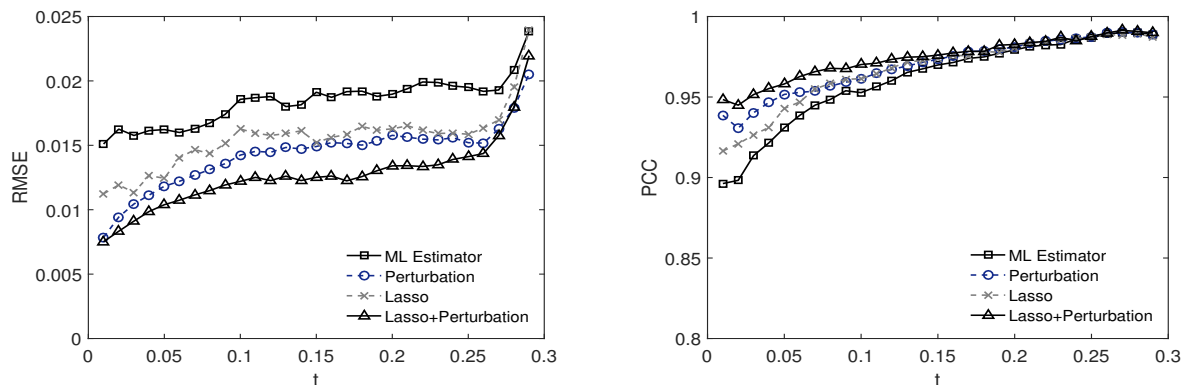 0.025
0.02
0.015
0.01
0.005
0
RMSE
ML Estimator
Perturbation
Lasso
Lasso+Perturbation
0 0.05 0.1 0.15 0.2 0.25 0.3
t
1
0.95
0.9
0.85
0.8
PCC
ML Estimator
Perturbation
Lasso
Lasso+Perturbation
0 0.05 0.1 0.15 0.2 0.25 0.3
t